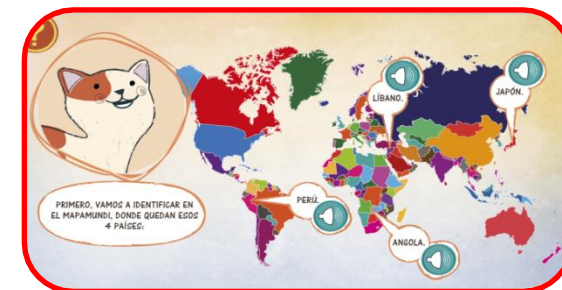 LÍBANO.
JAPÓN.
PRIMERO, VAMOS A IDENTIFICAR EN
EL MAPAMUNDI, DONDE QUEDAN ESOS
4 PAÍSES:
PERÚ.
ANGOLA.